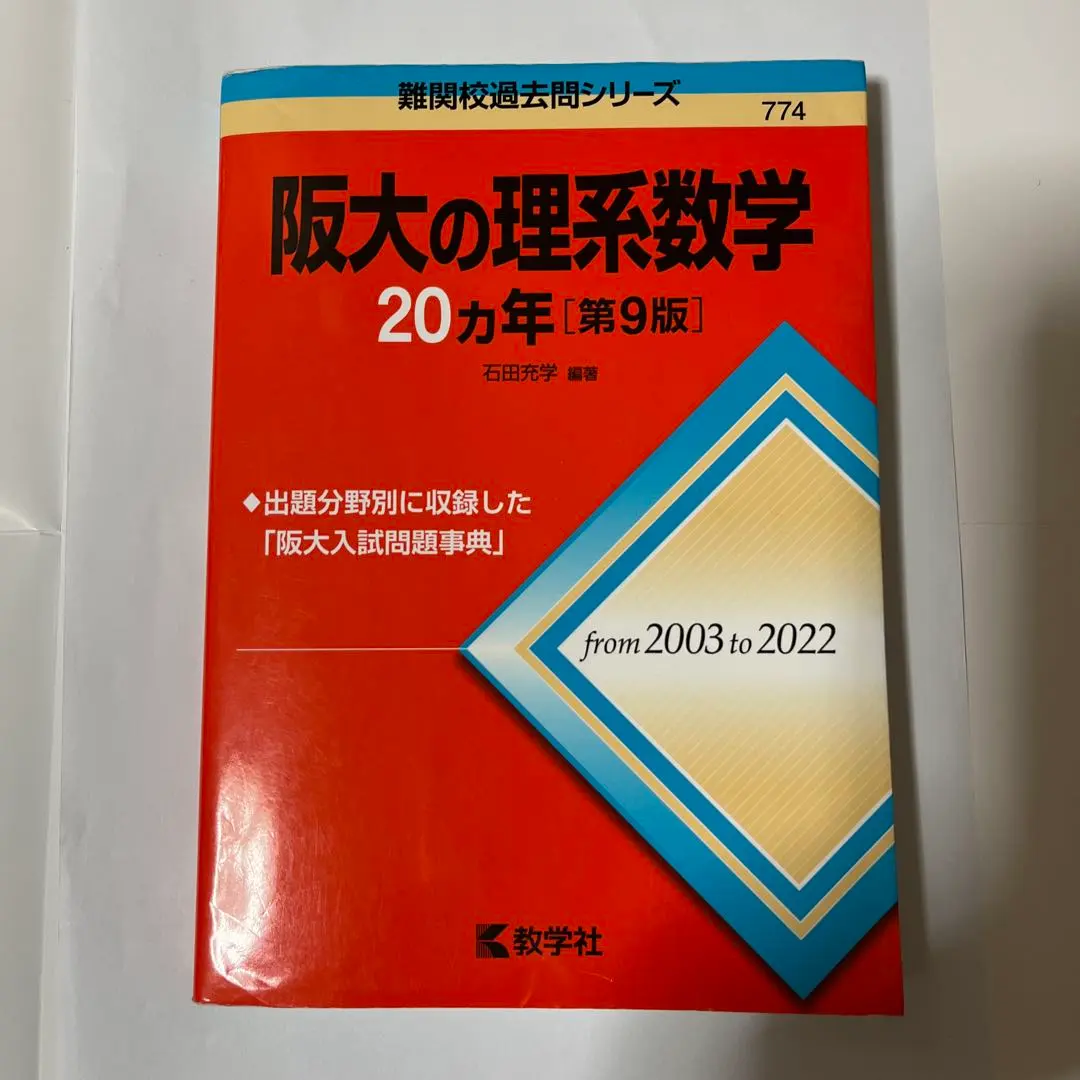 難関校過去問シリーズ
774
阪大の理系数学
20カ年[第9版]
石田充学 編著
◆出題分野別に収録した
「阪大入試問題事典」
from 2003 to 2022
教学社